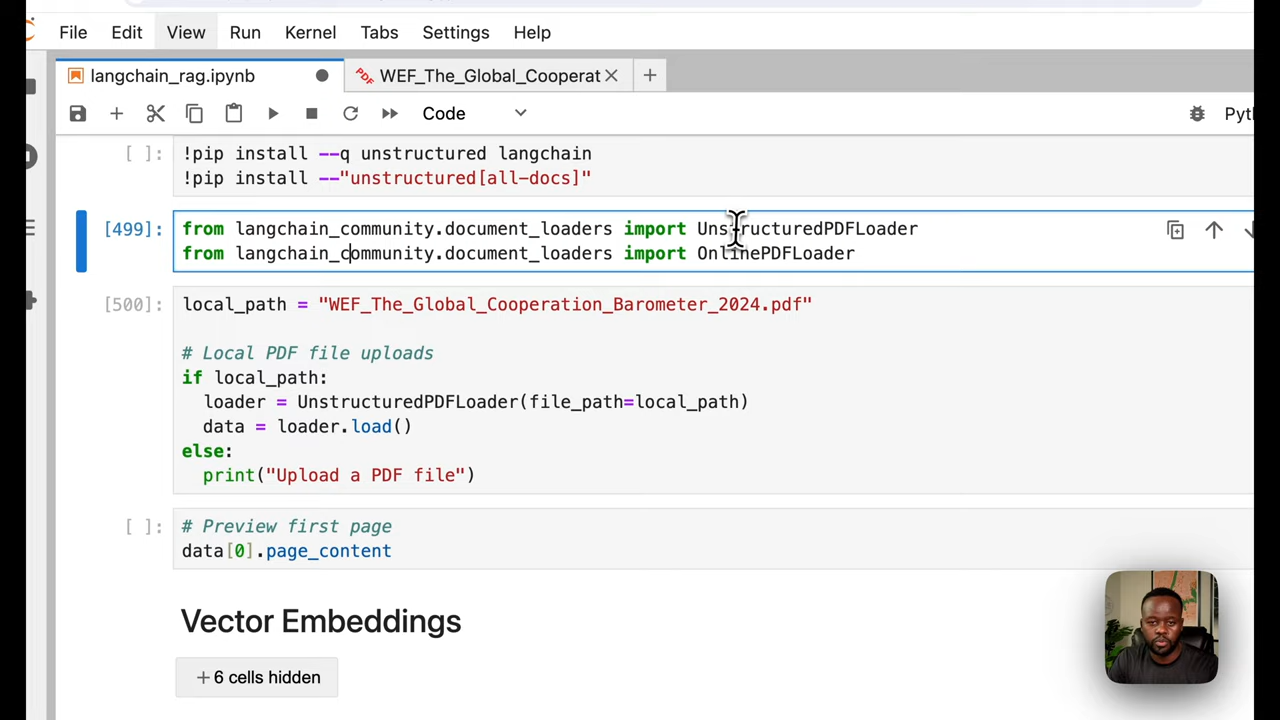 File Edit View Run Kernel Tabs Settings Help
langchain_rag.ipynb WEF_The_Global_Cooperat
Code Pyt
[ ]: !pip install --q unstructured langchain
!pip install --"unstructured[all-docs]"
[499]: from langchain_community.document_loaders import UnstructuredPDFLoader
from langchain_community.document_loaders import OnlinePDFLoader
[500]: local_path = "WEF_The_Global_Cooperation_Barometer_2024.pdf"
# Local PDF file uploads
if local_path:
loader = UnstructuredPDFLoader(file_path=local_path)
data = loader.load()
else:
print("Upload a PDF file")
[ ]: # Preview first page
data[0].page_content
Vector Embeddings
+ 6 cells hidden